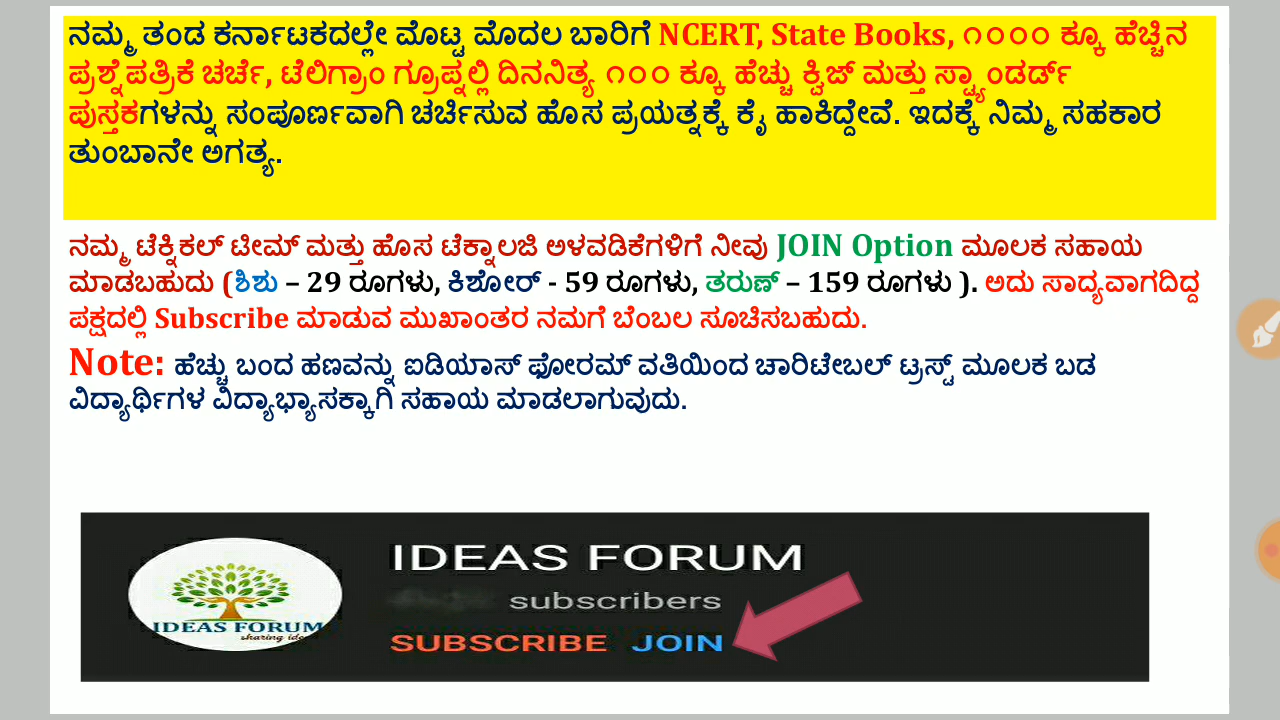 ನಮ್ಮ ತಂಡ ಕರ್ನಾಟಕದಲ್ಲೇ ಮೊಟ್ಟ ಮೊದಲ ಬಾರಿಗೆ NCERT, State Books, ೧೦೦೦ ಕ್ಕೂ ಹೆಚ್ಚಿನ
ಪ್ರಶ್ನೆಪತ್ರಿಕೆ ಚರ್ಚೆ, ಟೆಲಿಗ್ರಾಂ ಗ್ರೂಪ್ನಲ್ಲಿ ದಿನನಿತ್ಯ ೧೦೦ ಕ್ಕೂ ಹೆಚ್ಚು ಕ್ವಿಜ್ ಮತ್ತು ಸ್ಟ್ಯಾಂಡರ್ಡ್
ಪುಸ್ತಕಗಳನ್ನು ಸಂಪೂರ್ಣವಾಗಿ ಚರ್ಚಿಸುವ ಹೊಸ ಪ್ರಯತ್ನಕ್ಕೆ ಕೈ ಹಾಕಿದ್ದೇವೆ. ಇದಕ್ಕೆ ನಿಮ್ಮ ಸಹಕಾರ
ತುಂಬಾನೇ ಅಗತ್ಯ.
ನಮ್ಮ ಟೆಕ್ನಿಕಲ್ ಟೀಮ್ ಮತ್ತು ಹೊಸ ಟೆಕ್ನಾಲಜಿ ಅಳವಡಿಕೆಗಳಿಗೆ ನೀವು JOIN Option ಮೂಲಕ ಸಹಾಯ
ಮಾಡಬಹುದು (ಶಿಶು – 29 ರೂಗಳು, ಕಿಶೋರ್ - 59 ರೂಗಳು, ತರುಣ್ – 159 ರೂಗಳು ). ಅದು ಸಾದ್ಯವಾಗದಿದ್ದ
ಪಕ್ಷದಲ್ಲಿ Subscribe ಮಾಡುವ ಮುಖಾಂತರ ನಮಗೆ ಬೆಂಬಲ ಸೂಚಿಸಬಹುದು.
Note: ಹೆಚ್ಚು ಬಂದ ಹಣವನ್ನು ಐಡಿಯಾಸ್ ಫೋರಮ್ ವತಿಯಿಂದ ಚಾರಿಟೇಬಲ್ ಟ್ರಸ್ಟ್ ಮೂಲಕ ಬಡ
ವಿದ್ಯಾರ್ಥಿಗಳ ವಿದ್ಯಾಭ್ಯಾಸಕ್ಕಾಗಿ ಸಹಾಯ ಮಾಡಲಾಗುವುದು.
IDEAS FORUM
subscribers
SUBSCRIBE JOIN
IDEAS FORUM
sharing